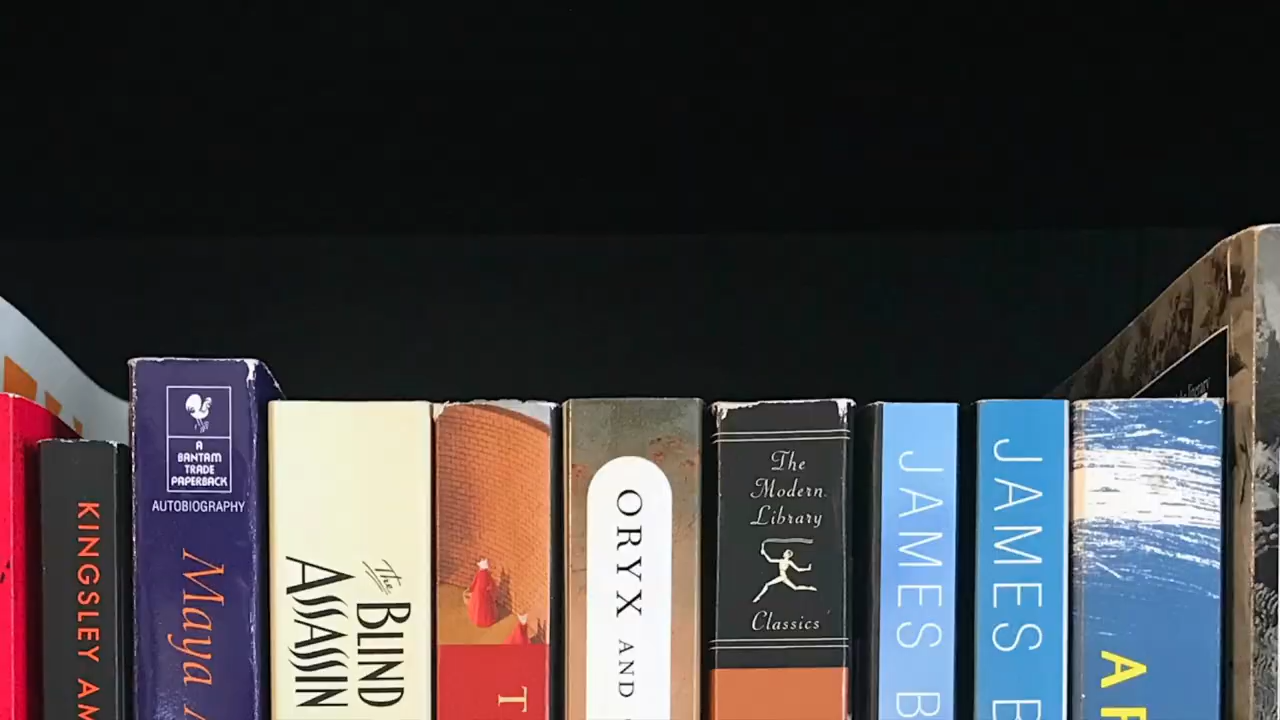 KINGSLEY AM
A
BANTAM
TRADE
PAPERBACK
AUTOBIOGRAPHY
Maya
The
BLIND
ASSASSIN
T
ORYX AND
The
Modern
Library
Classics
JAMES B
JAMES B
A